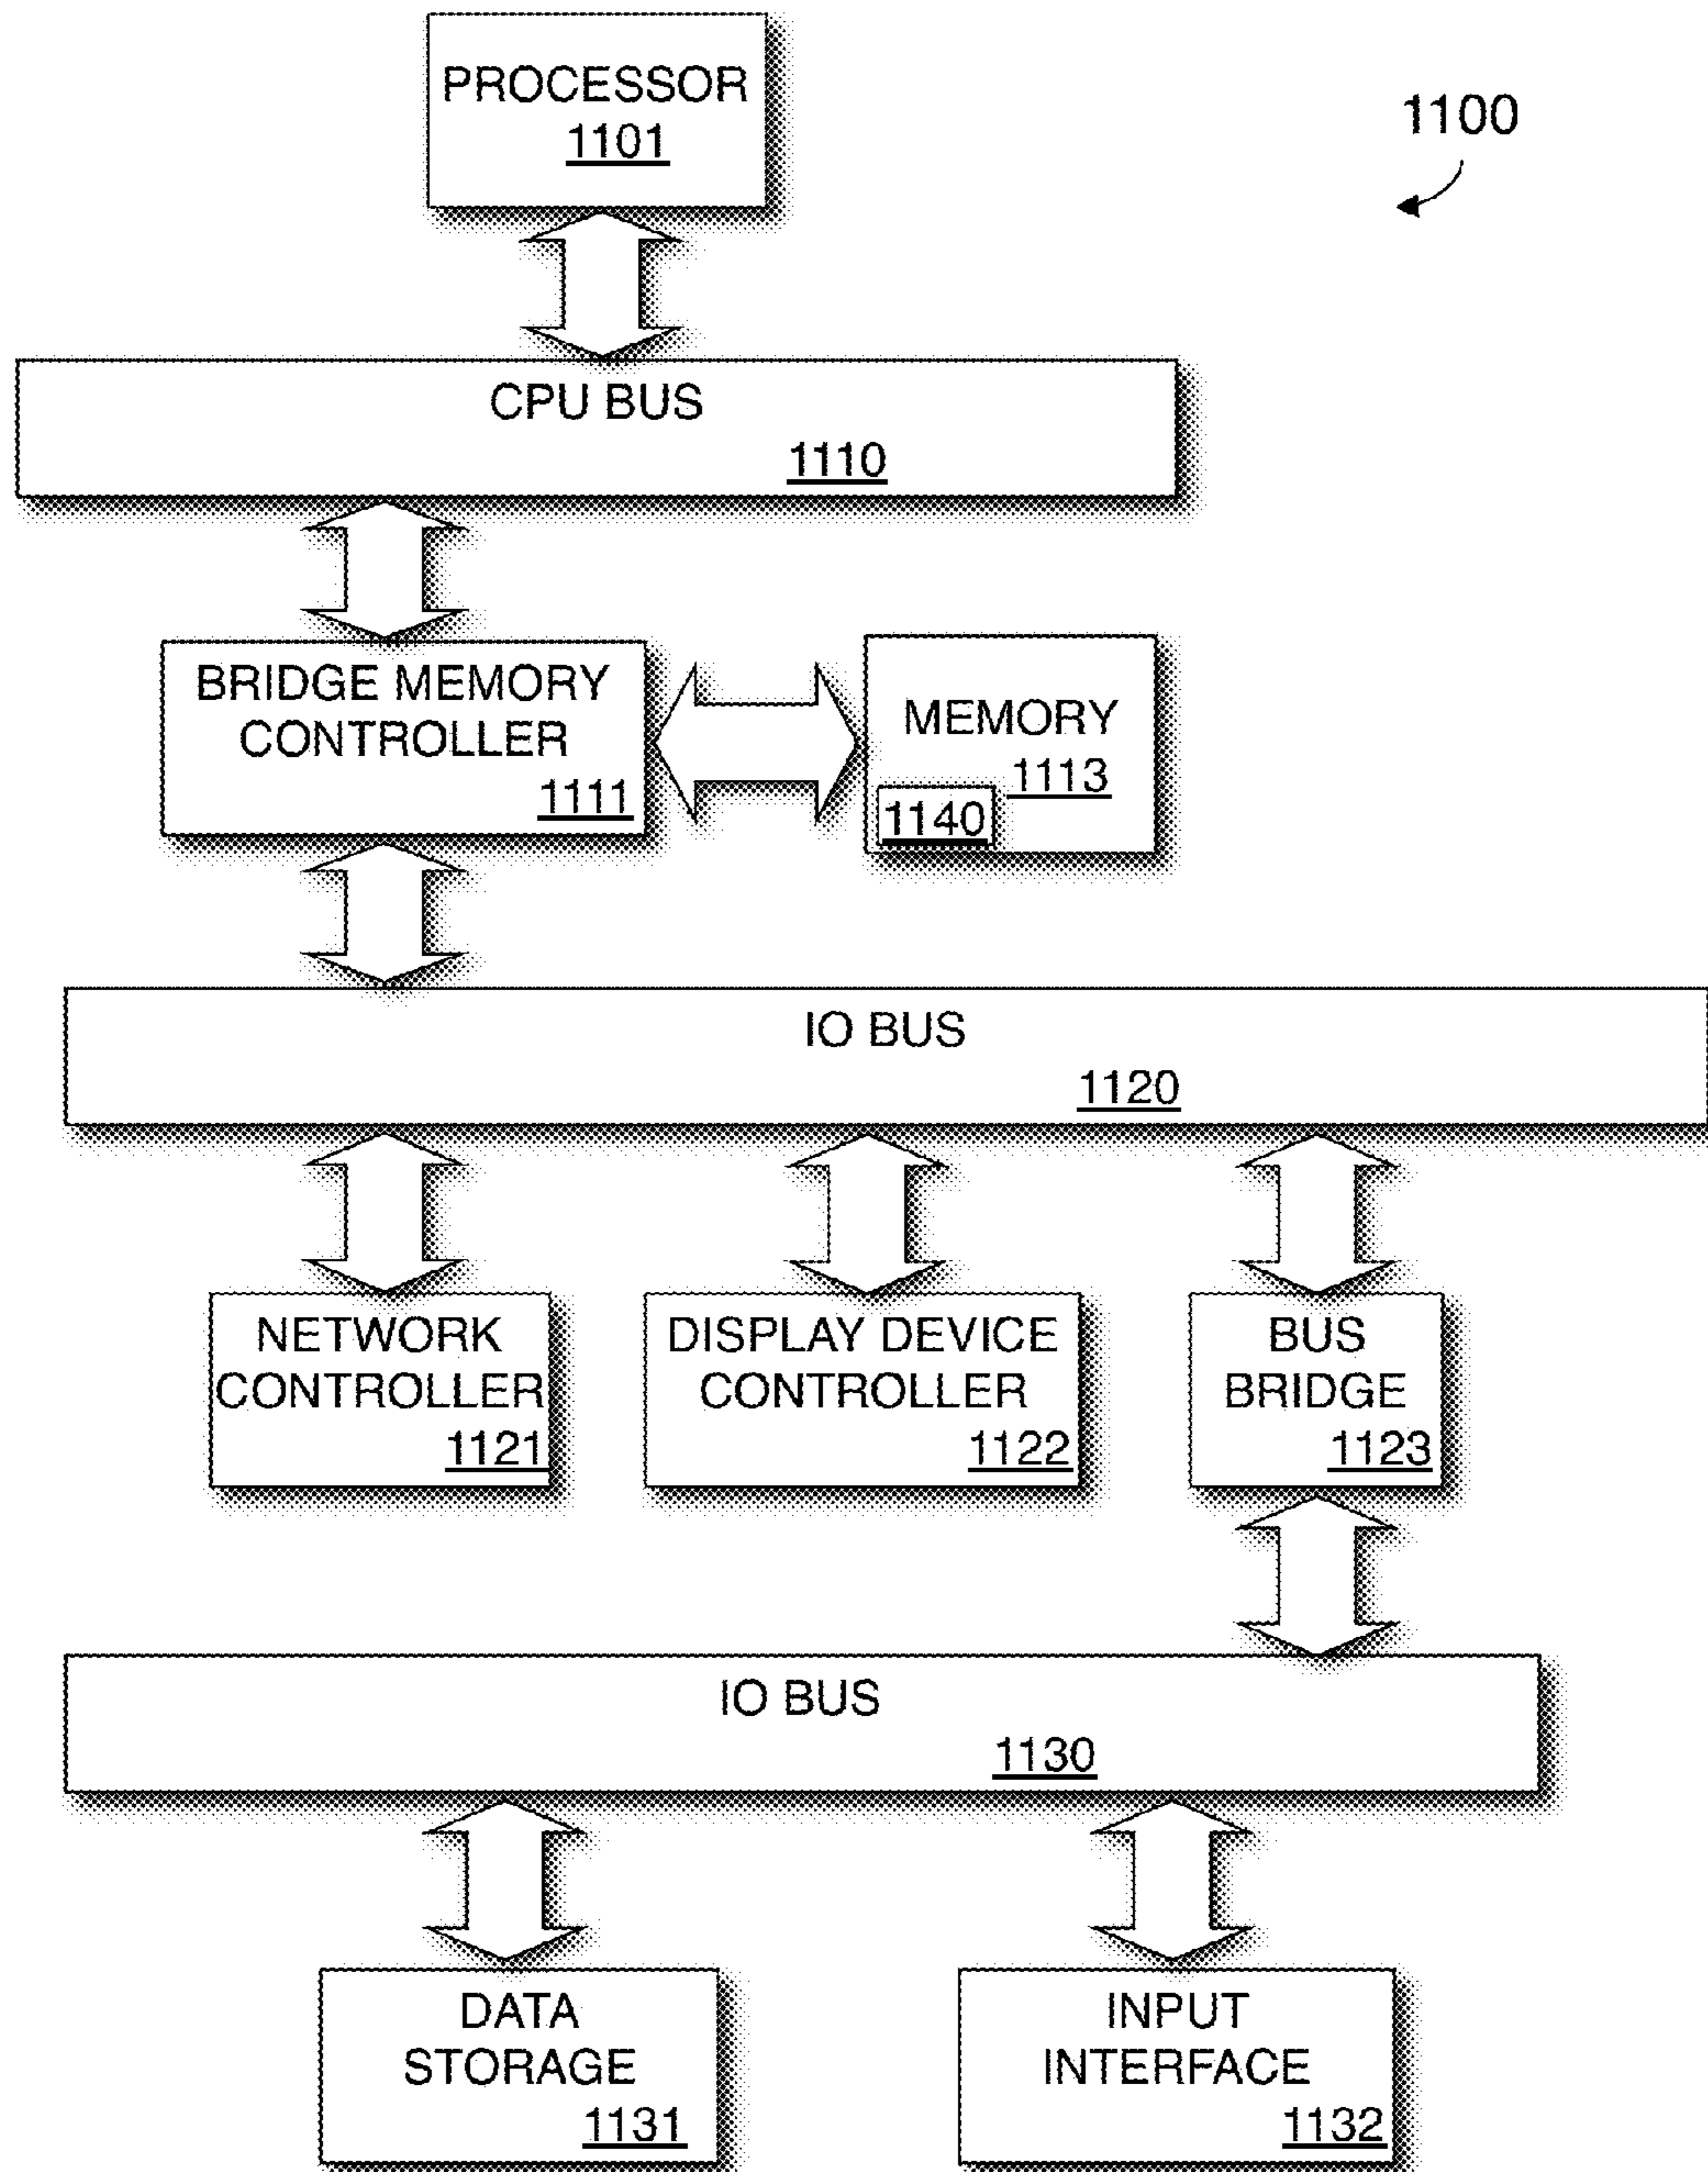 PROCESSOR
1101
1100
CPU BUS
1110
BRIDGE MEMORY
CONTROLLER
1111
MEMORY
1113
1140
IO BUS
1120
NETWORK
CONTROLLER
1121
DISPLAY DEVICE
CONTROLLER
1122
BUS
BRIDGE
1123
IO BUS
1130
DATA
STORAGE
1131
INPUT
INTERFACE
1132